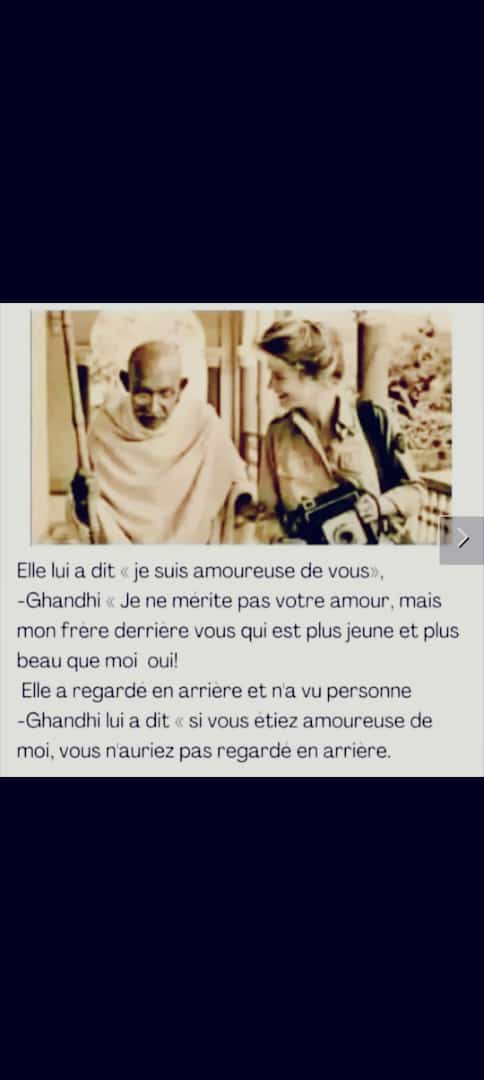 Elle lui a dit « je suis amoureuse de vous»,
-Ghandhi « Je ne mérite pas votre amour, mais
mon frère derrière vous qui est plus jeune et plus
beau que moi  oui!
Elle a regardé en arrière et n'a vu personne
-Ghandhi lui a dit « si vous étiez amoureuse de
moi, vous n'auriez pas regardé en arrière.